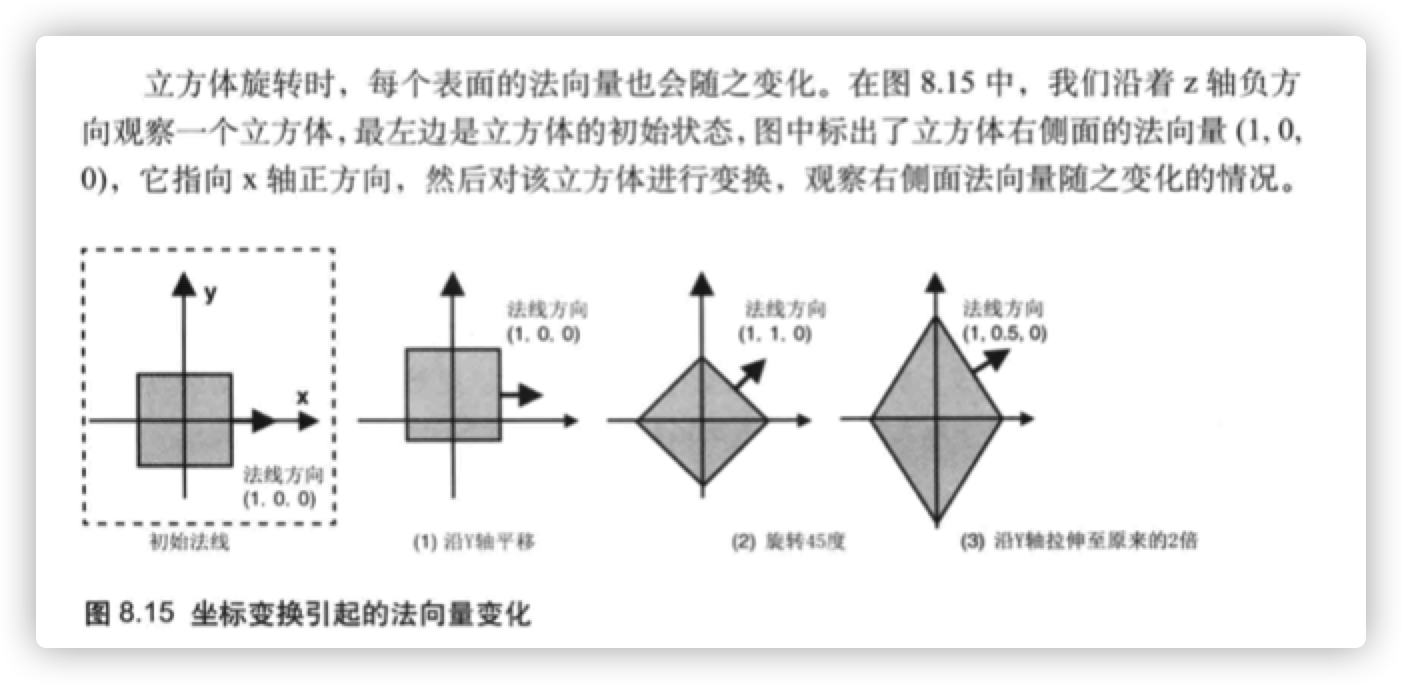 立方体旋转时，每个表面的法向量也会随之变化。在图 8.15 中，我们沿着 z 轴负方
向观察一个立方体，最左边是立方体的初始状态，图中标出了立方体右侧面的法向量 (1, 0,
0)，它指向 x 轴正方向，然后对该立方体进行变换，观察右侧面法向量随之变化的情况。
y
x
法线方向
(1. 0. 0)
初始法线
法线方向
(1. 0. 0)
(1) 沿Y轴平移
法线方向
(1. 1. 0)
(2) 旋转45度
法线方向
(1, 0.5, 0)
(3) 沿Y轴拉伸至原来的2倍
图 8.15 坐标变换引起的法向量变化